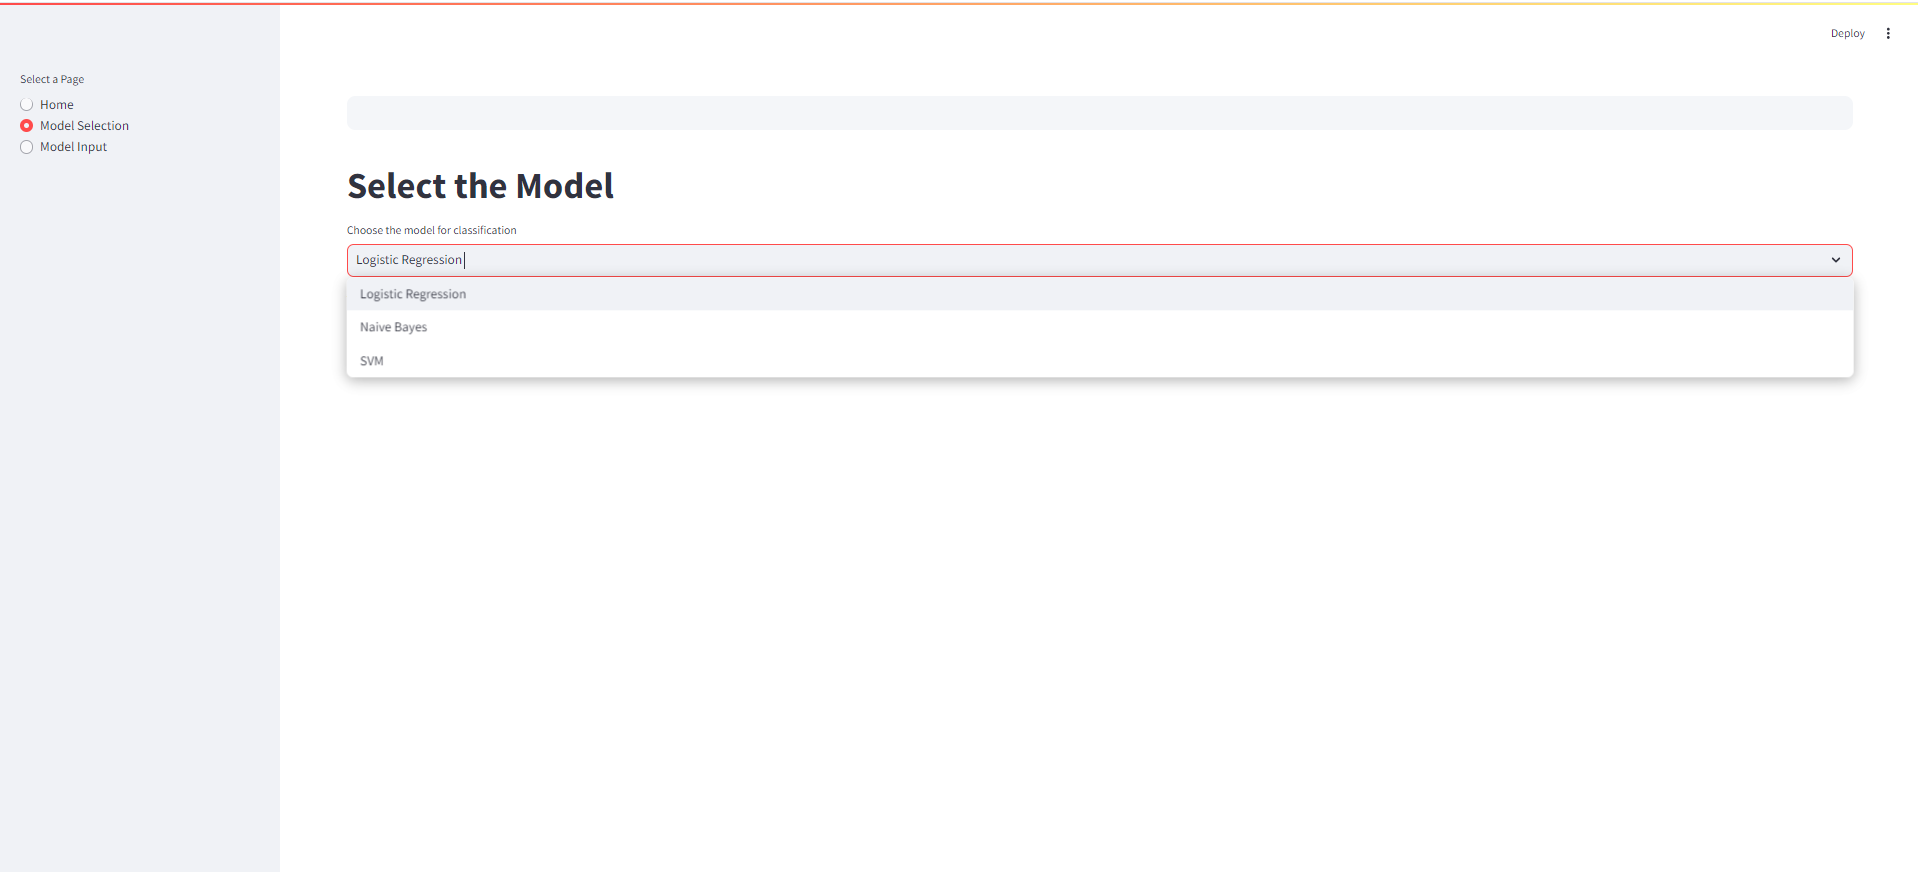 Deploy
Select a Page
Home
Model Selection
Model Input
Select the Model
Choose the model for classification
Logistic Regression
Logistic Regression
Naive Bayes
SVM